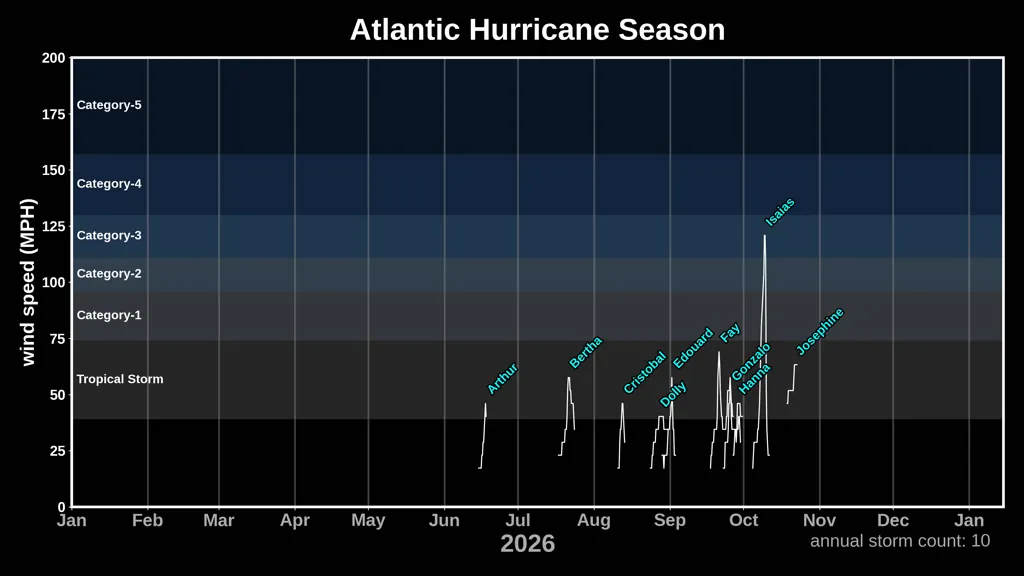 Atlantic Hurricane Season
wind speed (MPH)
200
175
150
125
100
75
50
25
0
Category-5
Category-4
Category-3
Category-2
Category-1
Tropical Storm
Arthur
Bertha
Cristobal
Dolly
Edouard
Fay
Gonzalo
Hanna
Isaias
Josephine
Jan Feb Mar Apr May Jun Jul Aug Sep Oct Nov Dec Jan
2026
annual storm count: 10